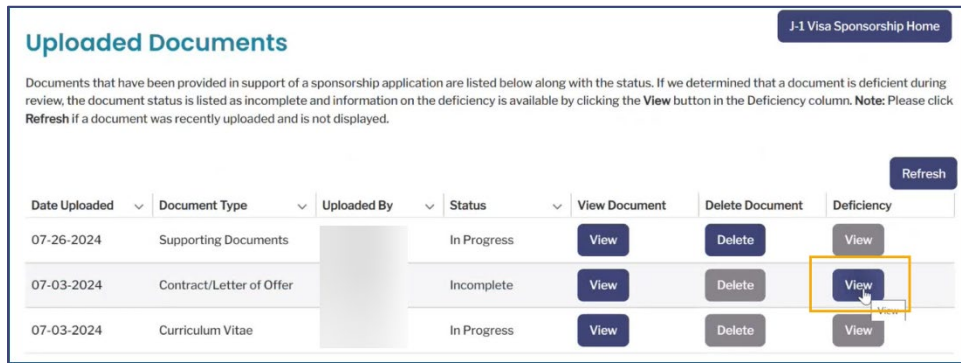 J-1 Visa Sponsorship Home
Uploaded Documents
Documents that have been provided in support of a sponsorship application are listed below along with the status. If we determined that a document is deficient during
review, the document status is listed as incomplete and information on the deficiency is available by clicking the View button in the Deficiency column. Note: Please click
Refresh if a document was recently uploaded and is not displayed.
Refresh
Date Uploaded Document Type Uploaded By Status View Document Delete Document Deficiency
07-26-2024 Supporting Documents In Progress View Delete View
07-03-2024 Contract/Letter of Offer Incomplete View Delete View
View
07-03-2024 Curriculum Vitae In Progress View Delete View